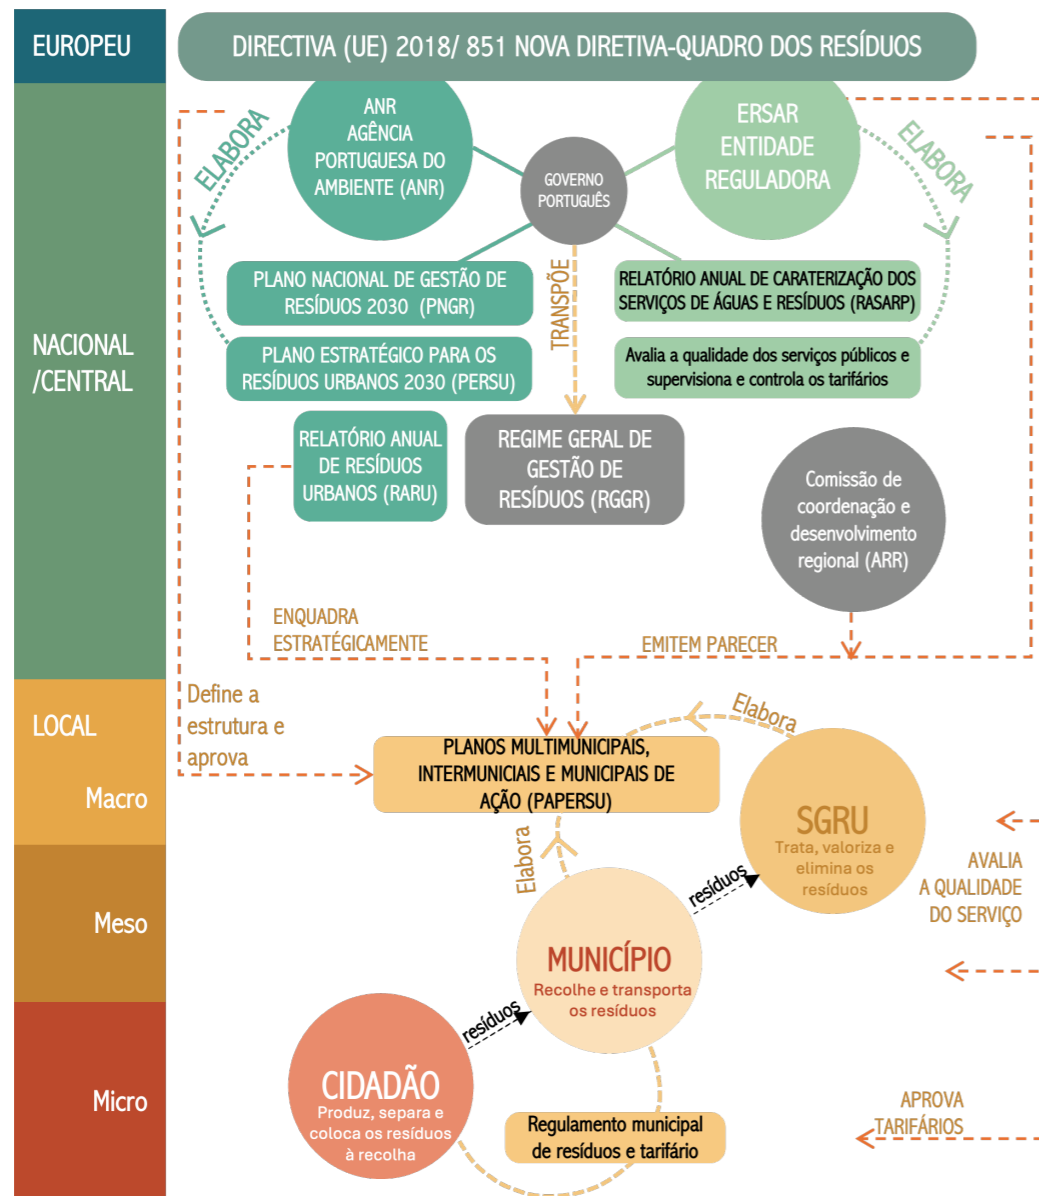 EUROPEU
DIRECTIVA (UE) 2018/ 851 NOVA DIRETIVA-QUADRO DOS RESÍDUOS
NACIONAL
/CENTRAL
ELABORA
ANR
AGÊNCIA
PORTUGUESA DO
AMBIENTE (ANR)
GOVERNO
PORTUGUÊS
ERSAR
ENTIDADE
REGULADORA
ELABORA
PLANO NACIONAL DE GESTÃO DE
RESÍDUOS 2030 (PNGR)
TRANSPÕE
RELATÓRIO ANUAL DE CARATERIZAÇÃO DOS
SERVIÇOS DE ÁGUAS E RESÍDUOS (RASARP)
PLANO ESTRATÉGICO PARA OS
RESÍDUOS URBANOS 2030 (PERSU)
Avalia a qualidade dos serviços públicos e
supervisiona e controla os tarifários
RELATÓRIO ANUAL
DE RESÍDUOS
URBANOS (RARU)
REGIME GERAL DE
GESTÃO DE
RESÍDUOS (RGGR)
Comissão de
coordenação e
desenvolvimento
regional (ARR)
ENQUADRA
ESTRATÉGICAMENTE
EMITEM PARECER
LOCAL
Macro
Define a
estrutura e
aprova
Elabora
PLANOS MULTIMUNICIPAIS,
INTERMUNICIAIS E MUNICIPAIS DE
AÇÃO (PAPERSU)
SGRU
Trata, valoriza e
elimina os
resíduos
Elabora
resíduos
AVALIA
A QUALIDADE
DO SERVIÇO
Meso
MUNICÍPIO
Recolhe e transporta
os resíduos
resíduos
Micro
CIDADÃO
Produz, separa e
coloca os resíduos
à recolha
Regulamento municipal
de resíduos e tarifário
APROVA
TARIFÁRIOS